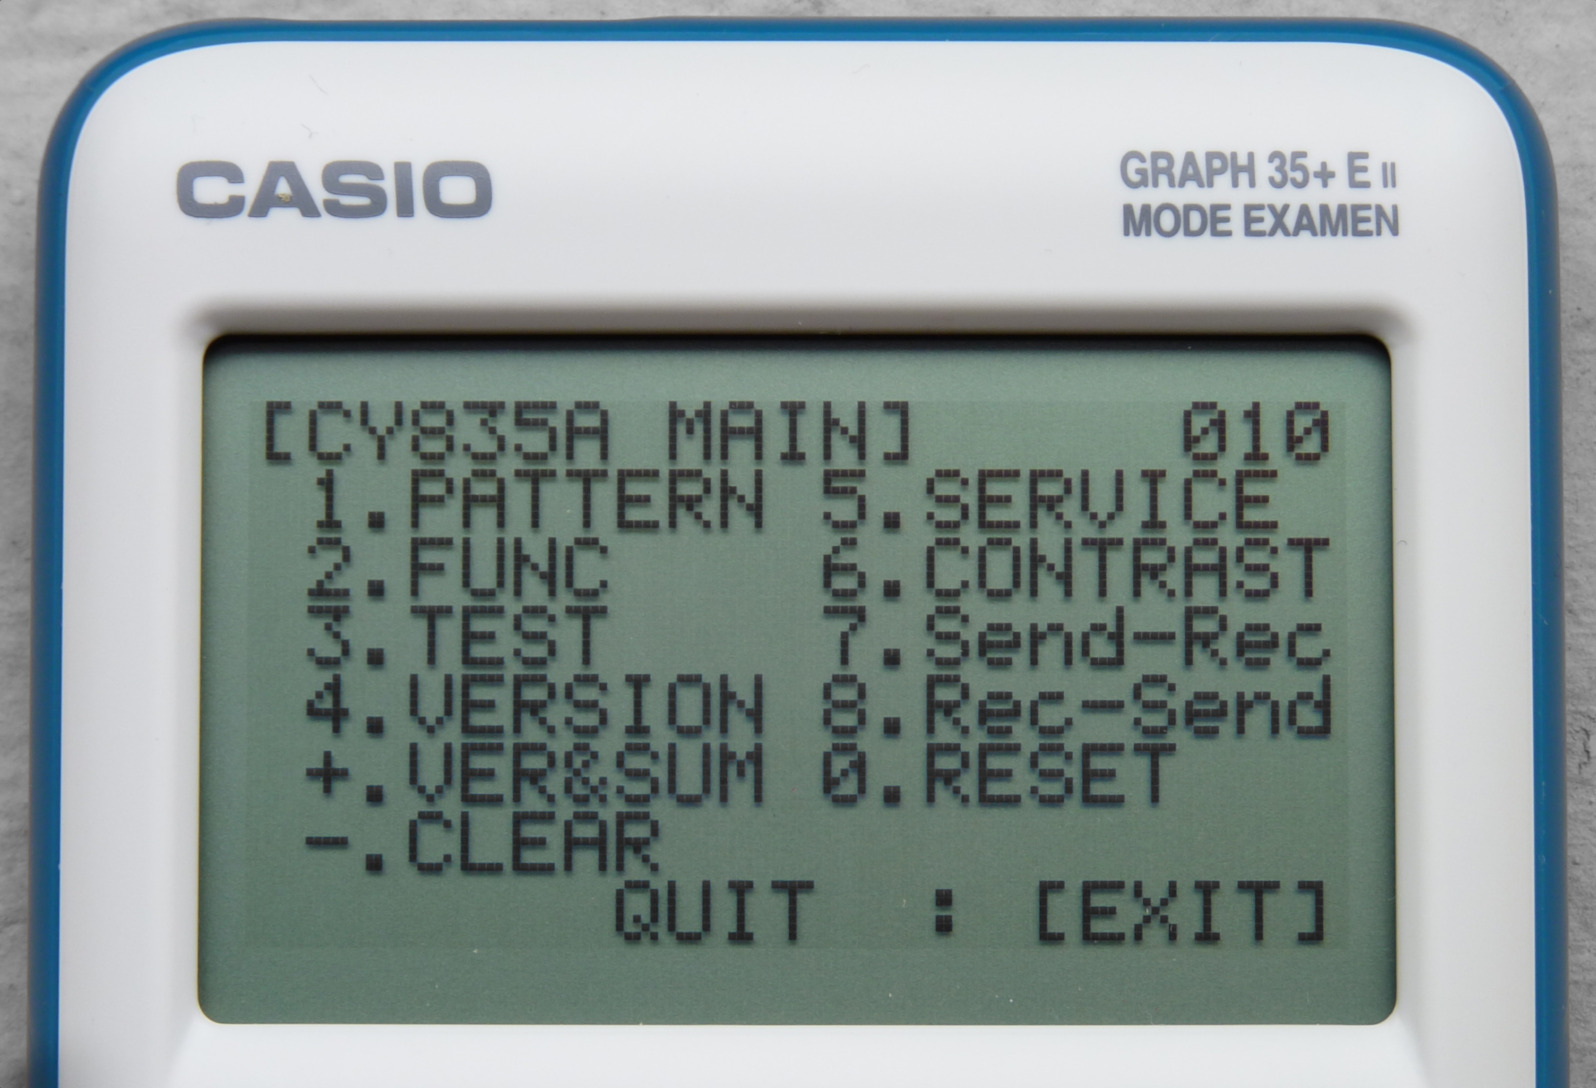 CASIO
GRAPH 35+ E II
MODE EXAMEN
[CY835A MAIN] 010
1.PATTERN 5.SERVICE
2.FUNC 6.CONTRAST
3.TEST 7.Send-Rec
4.VERSION 8.Rec-Send
+.VER&SUM 0.RESET
-.CLEAR
QUIT : [EXIT]